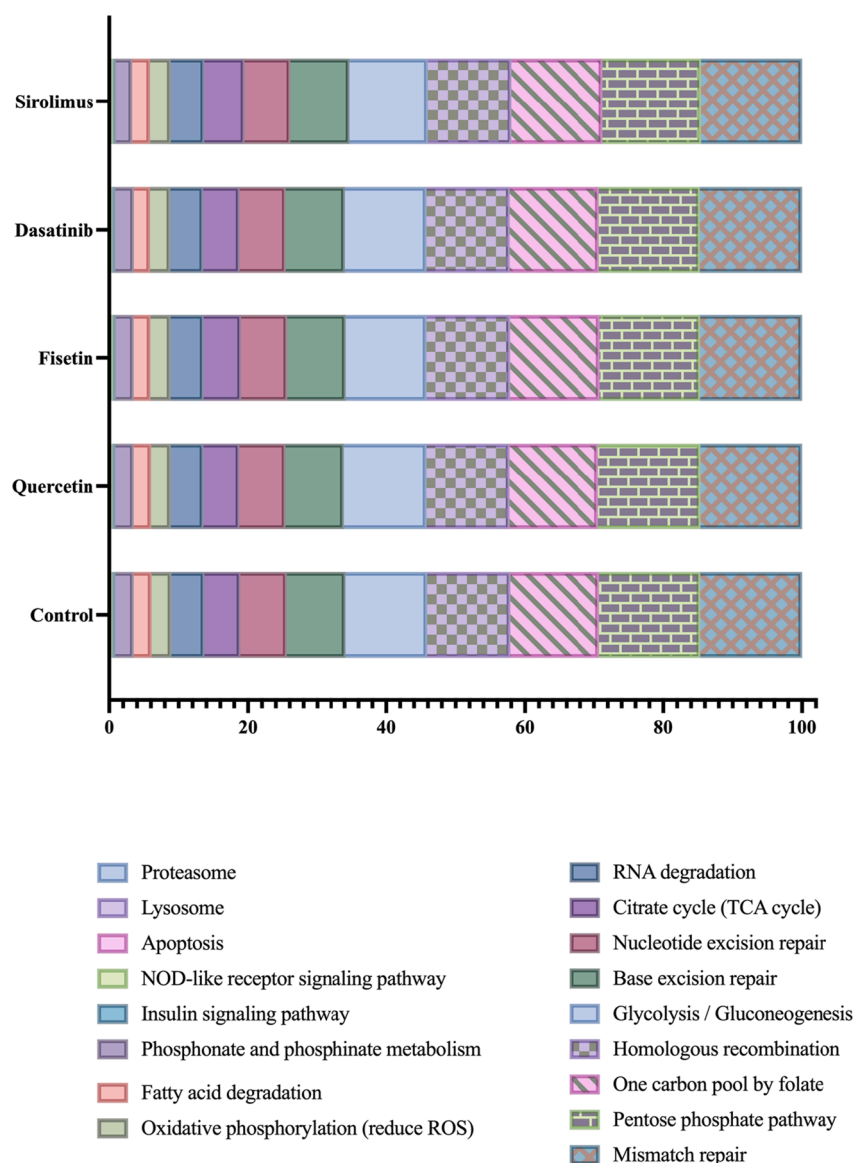 Sirolimus
Dasatinib
Fisetin
Quercetin
Control
0 20 40 60 80 100
Proteasome
Lysosome
Apoptosis
NOD-like receptor signaling pathway
Insulin signaling pathway
Phosphonate and phosphinate metabolism
Fatty acid degradation
Oxidative phosphorylation (reduce ROS)
RNA degradation
Citrate cycle (TCA cycle)
Nucleotide excision repair
Base excision repair
Glycolysis / Gluconeogenesis
Homologous recombination
One carbon pool by folate
Pentose phosphate pathway
Mismatch repair